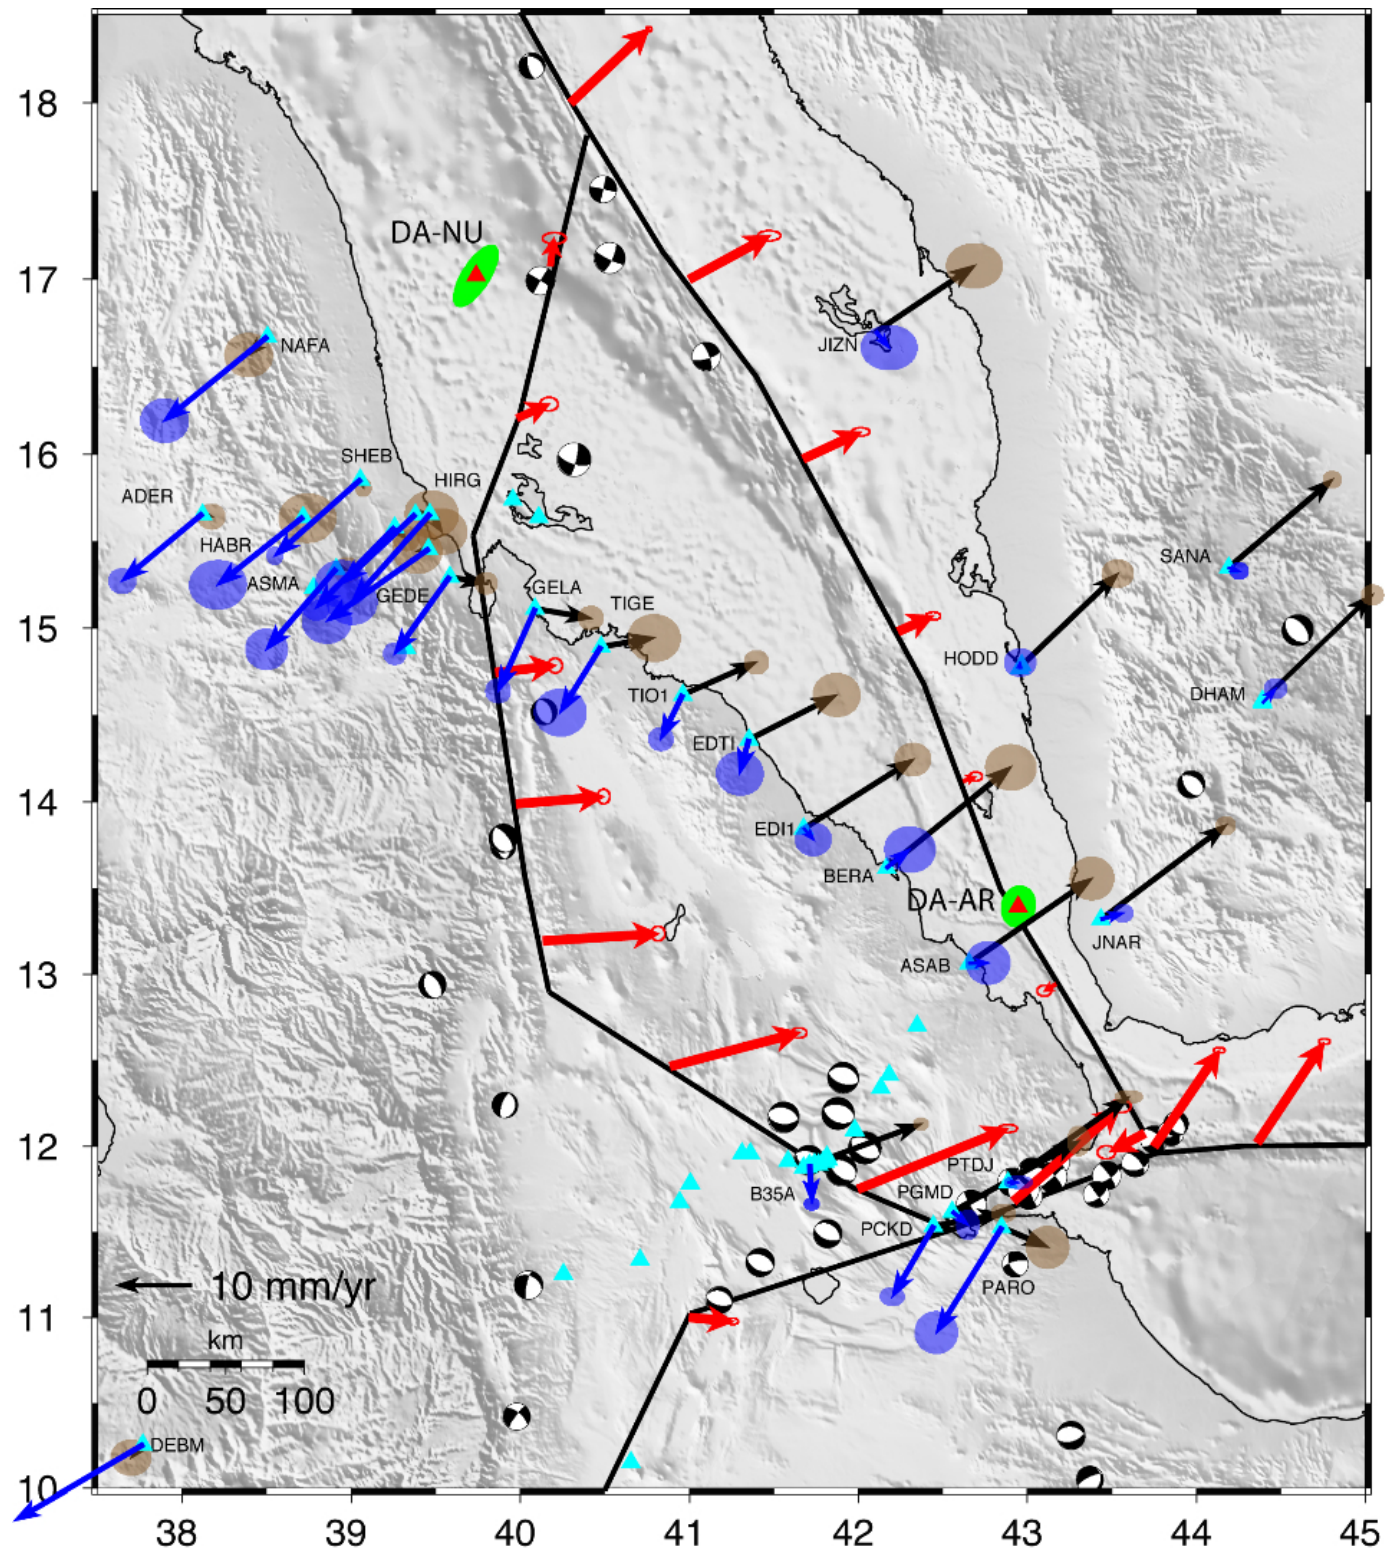 18
DA-NU
17
JIZN
NAFA
16
SHEB
HIRG
ADER
HABR
SANA
ASMA
GEDE
GELA
TIGE
15
HODD
DHAM
TIO1
EDTI
14
EDI1
BERA
DA-AR
JNAR
ASAB
13
12
PTDJ
B35A
PGMD
PCKD
10 mm/yr
PARO
11
km
0 50 100
DEBM
10
38 39 40 41 42 43 44 45